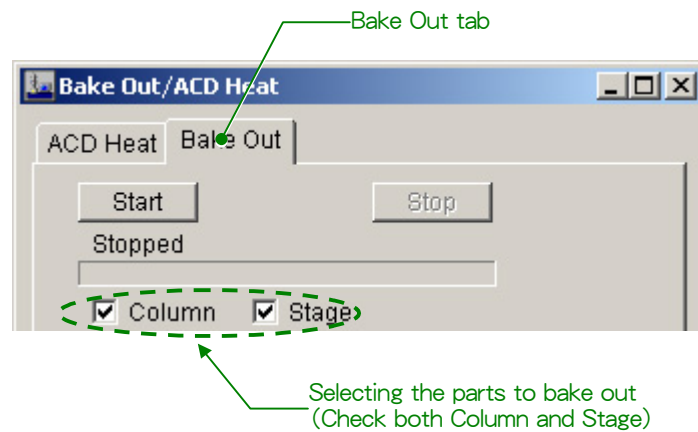 Bake Out tab
Bake Out/ACD Heat
ACD Heat Bake Out
Start Stop
Stopped
Column Stage
Selecting the parts to bake out
(Check both Column and Stage)